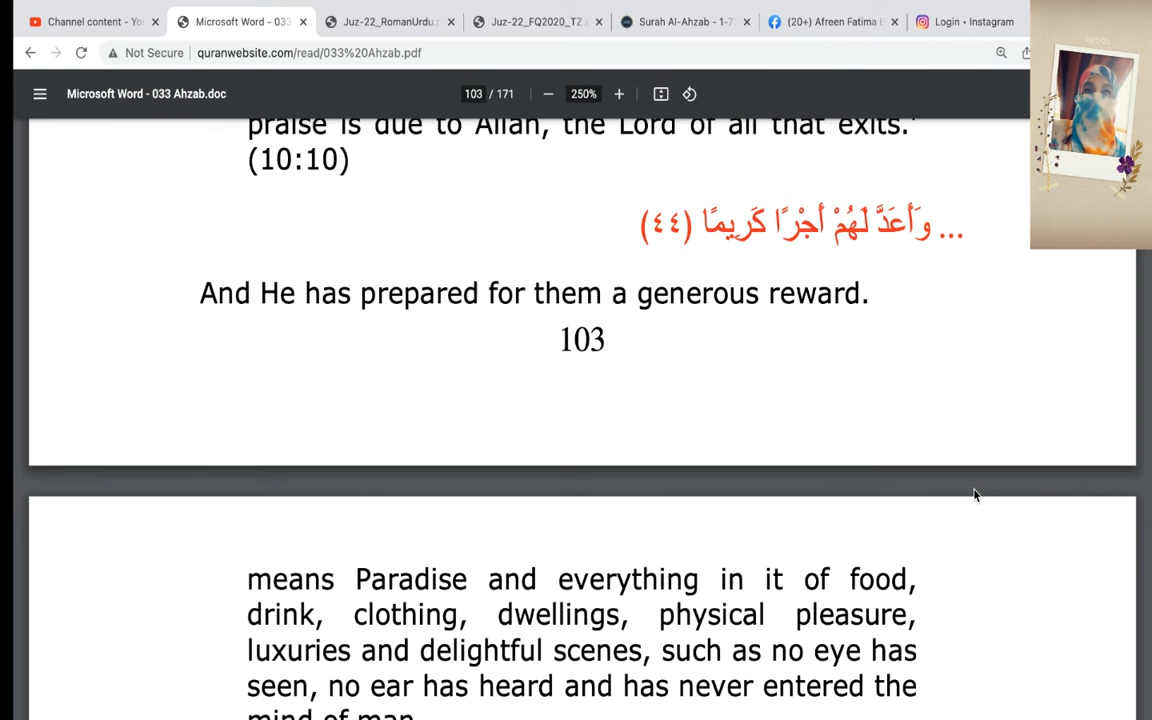 Channel content - Yo
Microsoft Word - 033
Juz-22_RomanUrdu.p
Juz-22_FQ2020_TZ.
Surah Al-Ahzab - 1-7
(20+) Afreen Fatima B
Login • Instagram
Not Secure
quranwebsite.com/read/033%20Ahzab.pdf
Microsoft Word - 033 Ahzab.doc
103 / 171
250%
praise is due to Allah, the Lord of all that exits.'
(10:10)
... وَأَعَدَّ لَهُمْ أَجْرًا كَرِيمًا (٤٤)
And He has prepared for them a generous reward.
103
means Paradise and everything in it of food,
drink, clothing, dwellings, physical pleasure,
luxuries and delightful scenes, such as no eye has
seen, no ear has heard and has never entered the
mind of man.